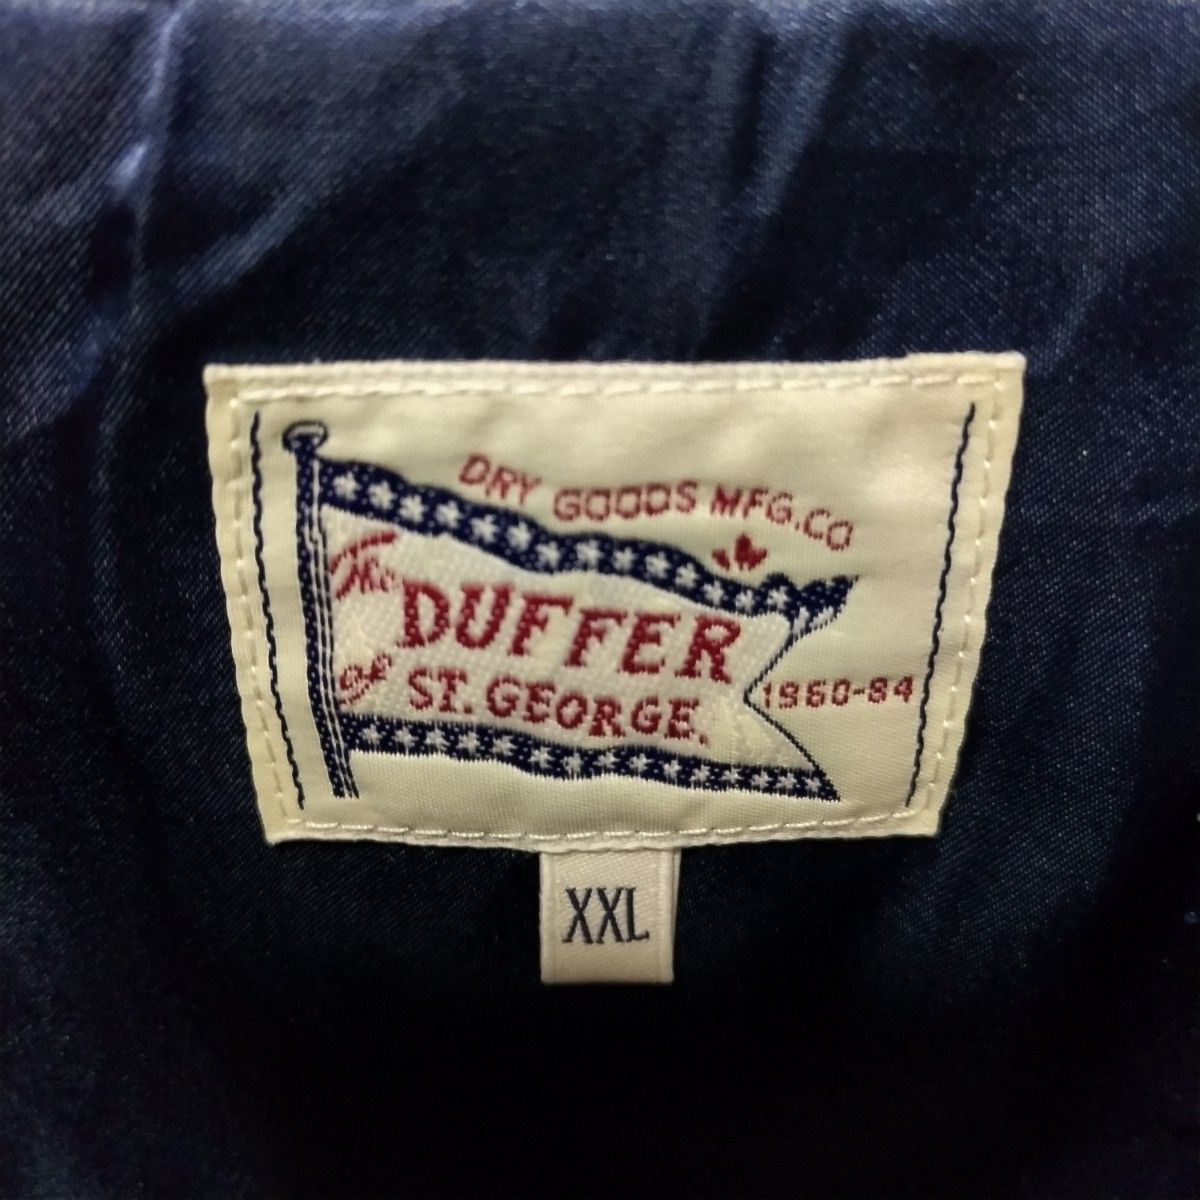 DRY GOODS MFG.CO
The
DUFFER
of
ST. GEORGE.
1960-84
XXL